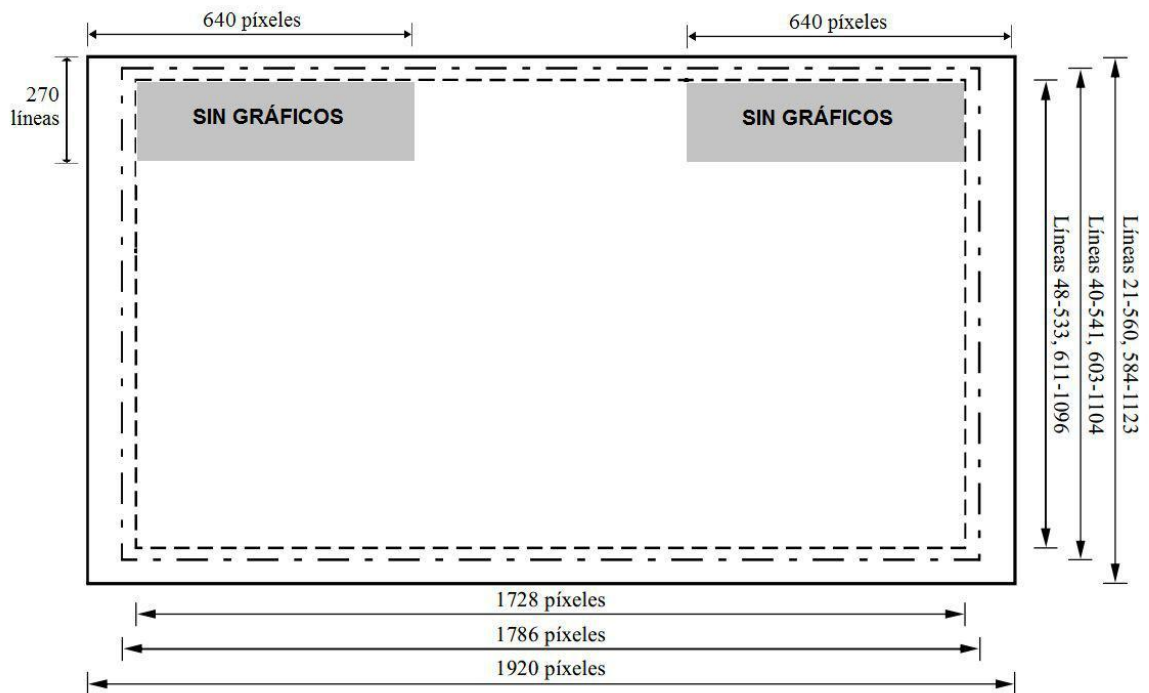 640 píxeles
640 píxeles
270
líneas
SIN GRÁFICOS
SIN GRÁFICOS
Líneas 48-533, 611-1096
Líneas 40-541, 603-1104
Líneas 21-560, 584-1123
1728 píxeles
1786 píxeles
1920 píxeles